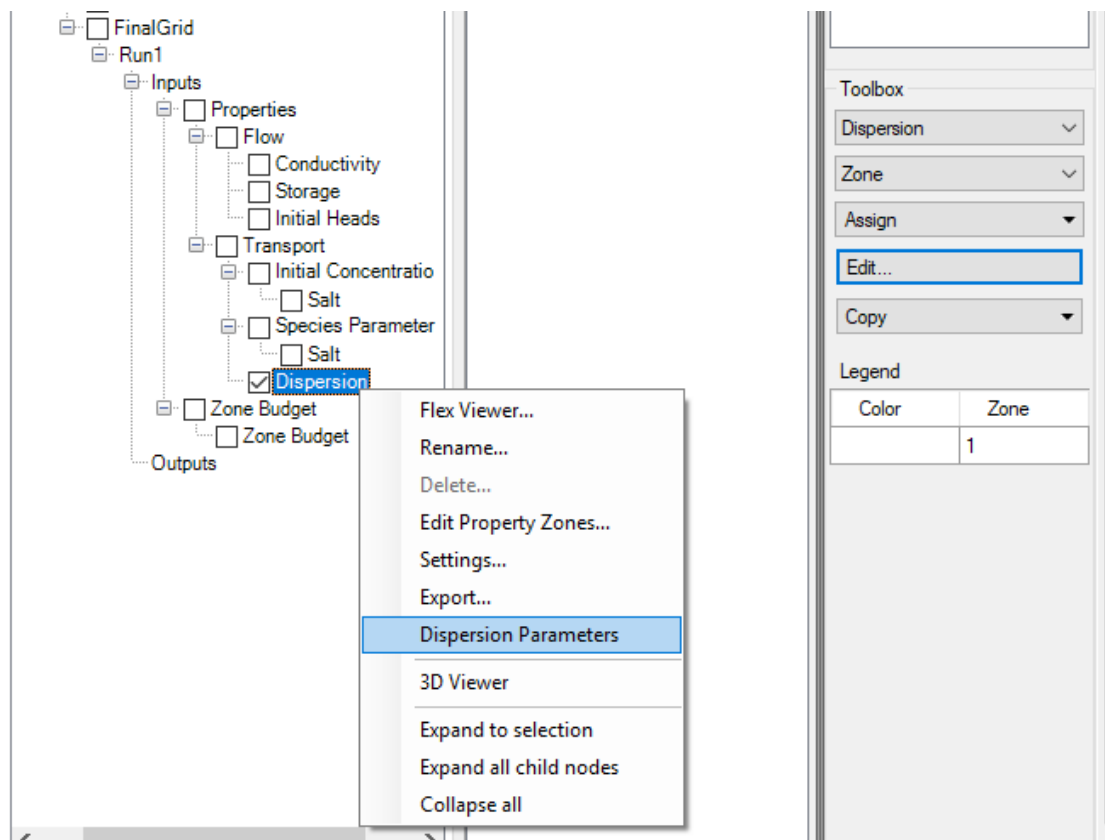 FinalGrid
Run1
Inputs
Properties
Flow
Conductivity
Storage
Initial Heads
Transport
Initial Concentratio
Salt
Species Parameter
Salt
Dispersion
Zone Budget
Zone Budget
Outputs
Flex Viewer...
Rename...
Delete...
Edit Property Zones...
Settings...
Export...
Dispersion Parameters
3D Viewer
Expand to selection
Expand all child nodes
Collapse all
Toolbox
Dispersion
Zone
Assign
Edit...
Copy
Legend
Color Zone
1